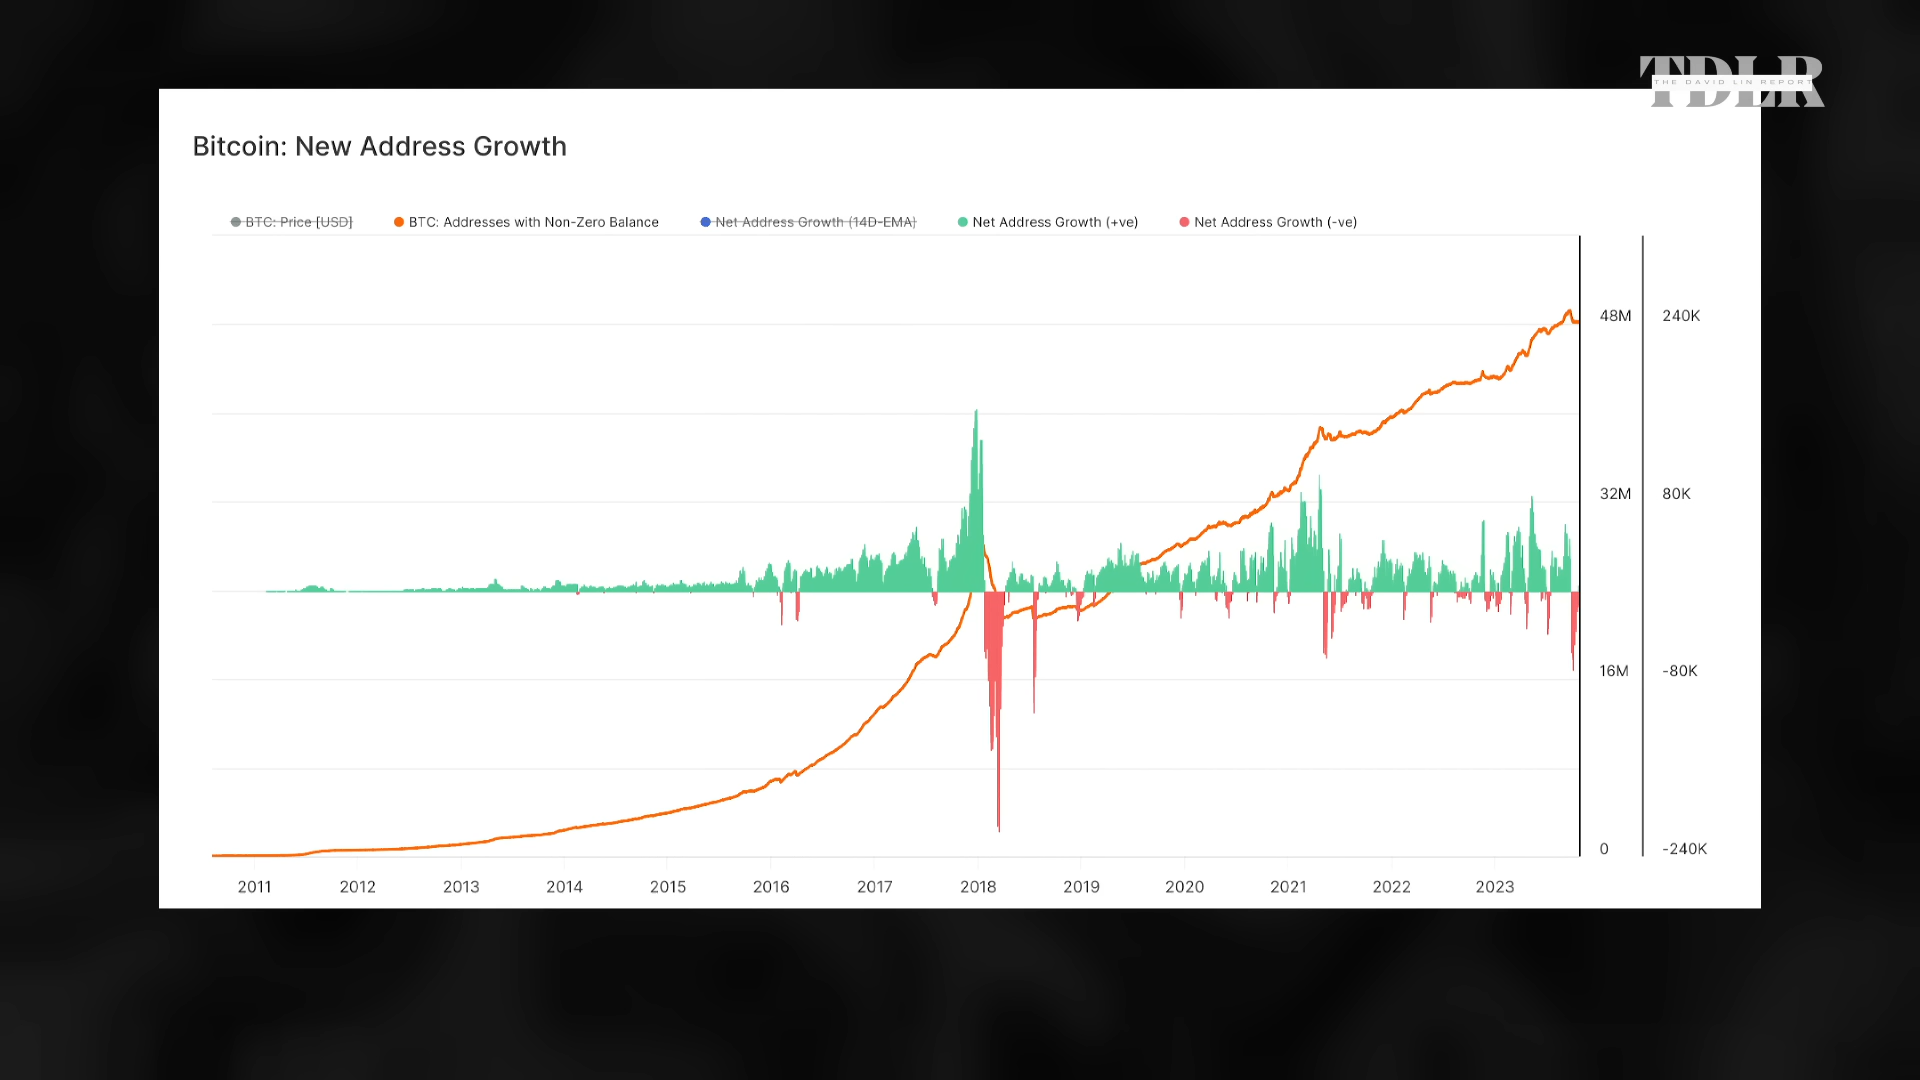 TDLR
THE DAVID LIN REPORT
Bitcoin: New Address Growth
BTC: Price [USD] BTC: Addresses with Non-Zero Balance Net Address Growth (14D-EMA) Net Address Growth (+ve) Net Address Growth (-ve)
48M 240K
32M 80K
16M -80K
0 -240K
2011 2012 2013 2014 2015 2016 2017 2018 2019 2020 2021 2022 2023